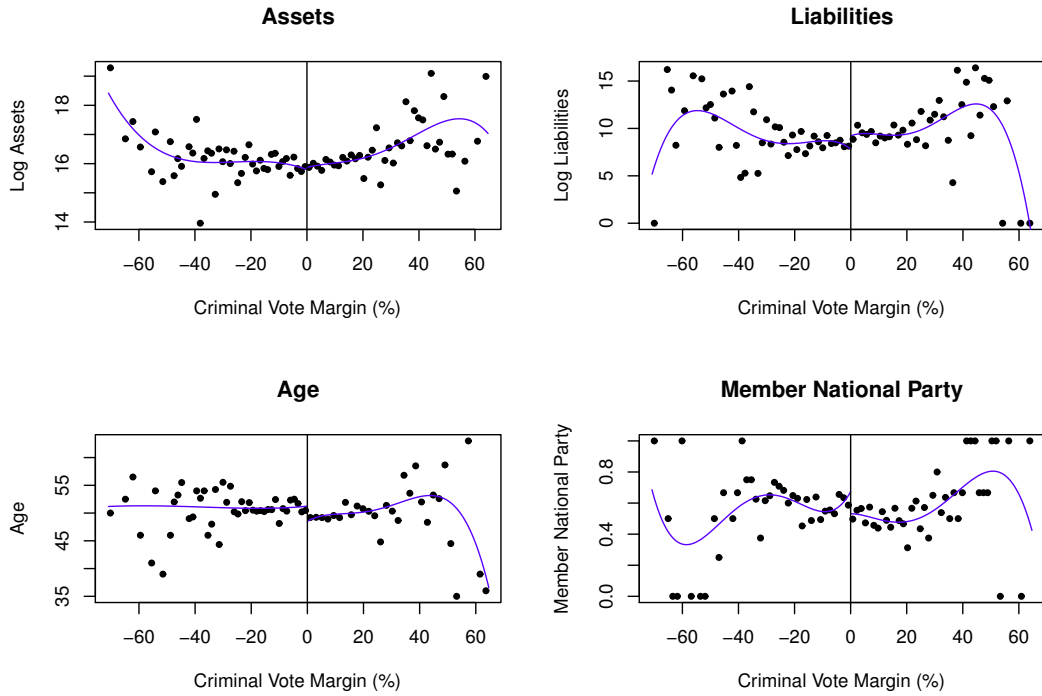 Assets
Log Assets
14 16 18
−60 −40 −20 0 20 40 60
Criminal Vote Margin (%)
Liabilities
Log Liabilities
0 5 10 15
−60 −40 −20 0 20 40 60
Criminal Vote Margin (%)
Age
Age
35 45 55
−60 −40 −20 0 20 40 60
Criminal Vote Margin (%)
Member National Party
Member National Party
0.0 0.4 0.8
−60 −40 −20 0 20 40 60
Criminal Vote Margin (%)